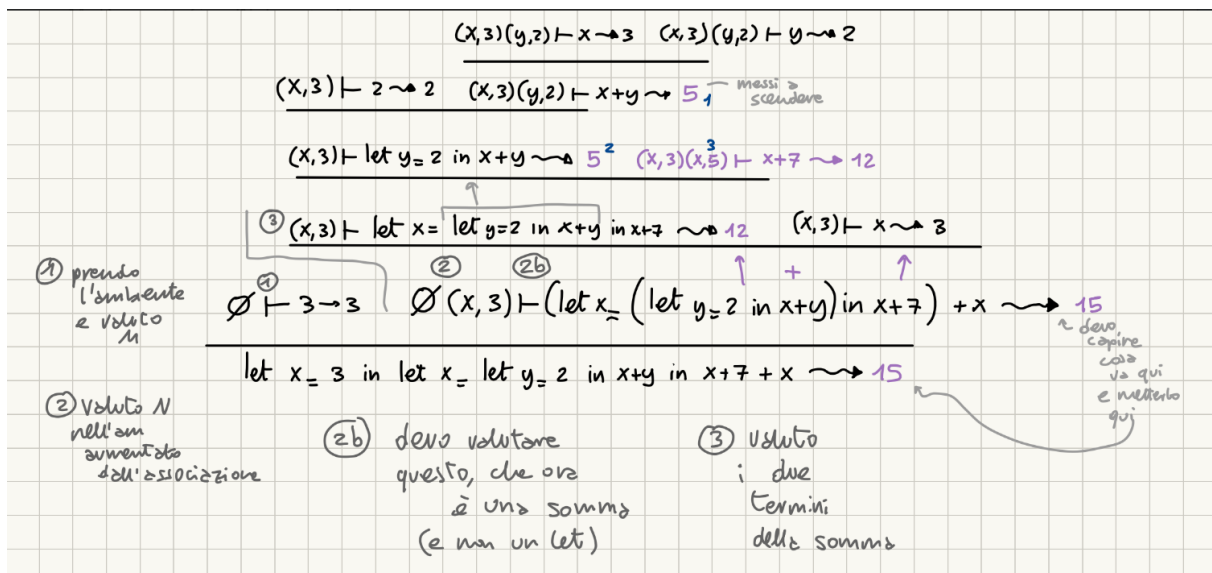 (x,3)(y,2) ⊢ x ⇝ 3   (x,3)(y,2) ⊢ y ⇝ 2
(x,3) ⊢ 2 ⇝ 2   (x,3)(y,2) ⊢ x+y ⇝ 5 1
messi a
scendere
(x,3) ⊢ let y=2 in x+y ⇝ 5 2   (x,3)(x,5) 3 ⊢ x+7 ⇝ 12
③ (x,3) ⊢ let x= let y=2 in x+y in x+7 ⇝ 12   (x,3) ⊢ x ⇝ 3
② ②b ↑ + ↑
① prendo
l'ambiente
e valuto
M
∅ ⊢① 3 → 3   ∅ (x,3) ⊢ (let x= (let y=2 in x+y) in x+7) + x ⇝ 15
let x= 3 in let x= let y=2 in x+y in x+7 + x ⇝ 15
devo
capire
cosa
va qui
e metterlo
qui
② valuto N
nell'am
aumentato
dall'associazione
②b devo valutare
questo, che ora
è una somma
(e non un let)
③ valuto
i due
termini
della somma